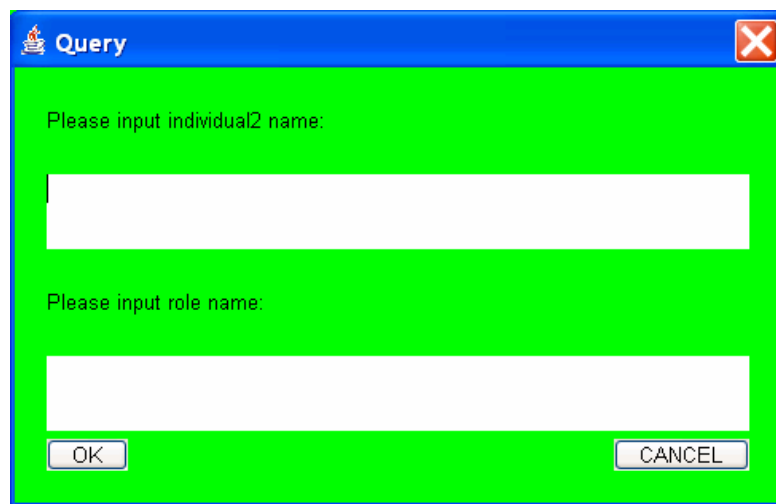 Query
Please input individual2 name:
Please input role name:
OK
CANCEL